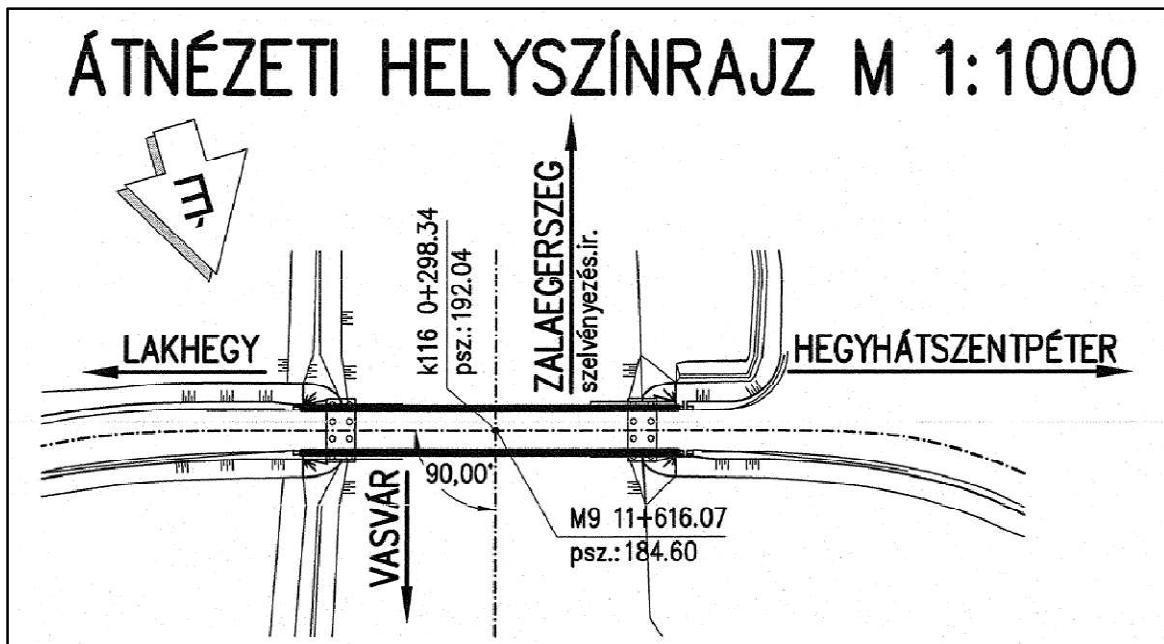 ÁTNÉZETI HELYSZÍNRAJZ M 1:1000
É
k116 0+298.34
psz.:192.04
ZALAEGERSZEG
szelvényezés.ir.
LAKHEGY
HEGYHÁTSZENTPÉTER
90,00°
VASVÁR
M9 11+616.07
psz.:184.60